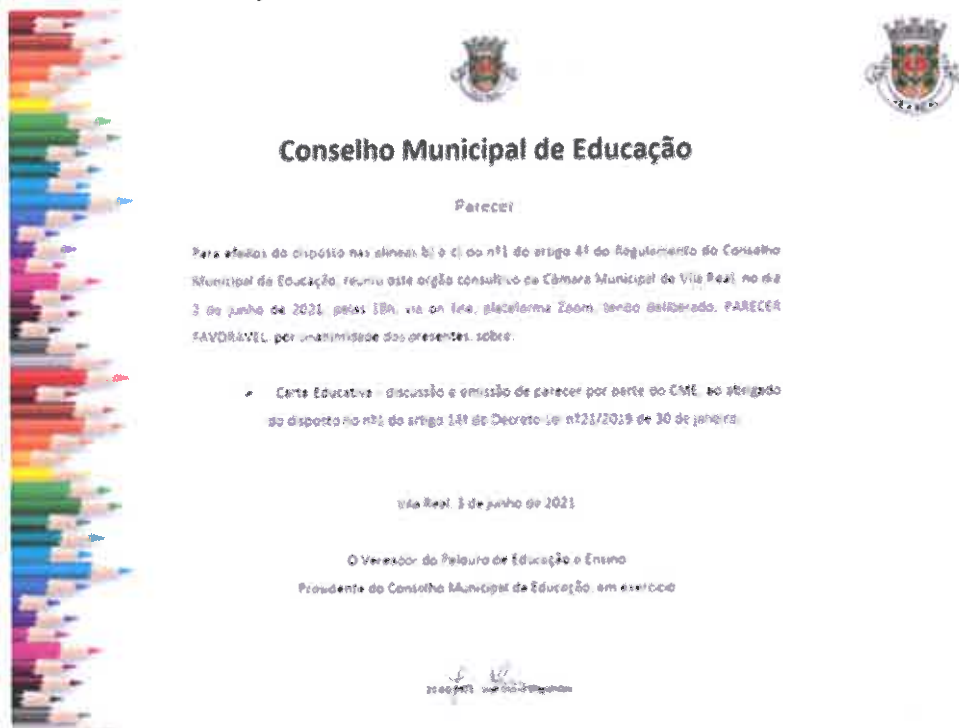 Conselho Municipal de Educação
Parecer
Para efeitos do disposto nas alíneas b) e c) do nº1 do artigo 4º do Regulamento do Conselho
Municipal de Educação, reuniu este orgão consultivo da Câmara Municipal de Vila Real, no dia
3 de junho de 2021, pelas 18h, via on line, plataforma Zoom, tendo deliberado, PARECER
FAVORÁVEL, por unanimidade dos presentes, sobre:
• Carta Educativa - discussão e emissão de parecer por parte do CME, ao abrigado
do disposto no nº1 do artigo 14º do Decreto Lei nº21/2019 de 30 de janeiro.
Vila Real, 3 de junho de 2021
O Vereador do Pelouro de Educação e Ensino
Presidente do Conselho Municipal de Educação, em exercício